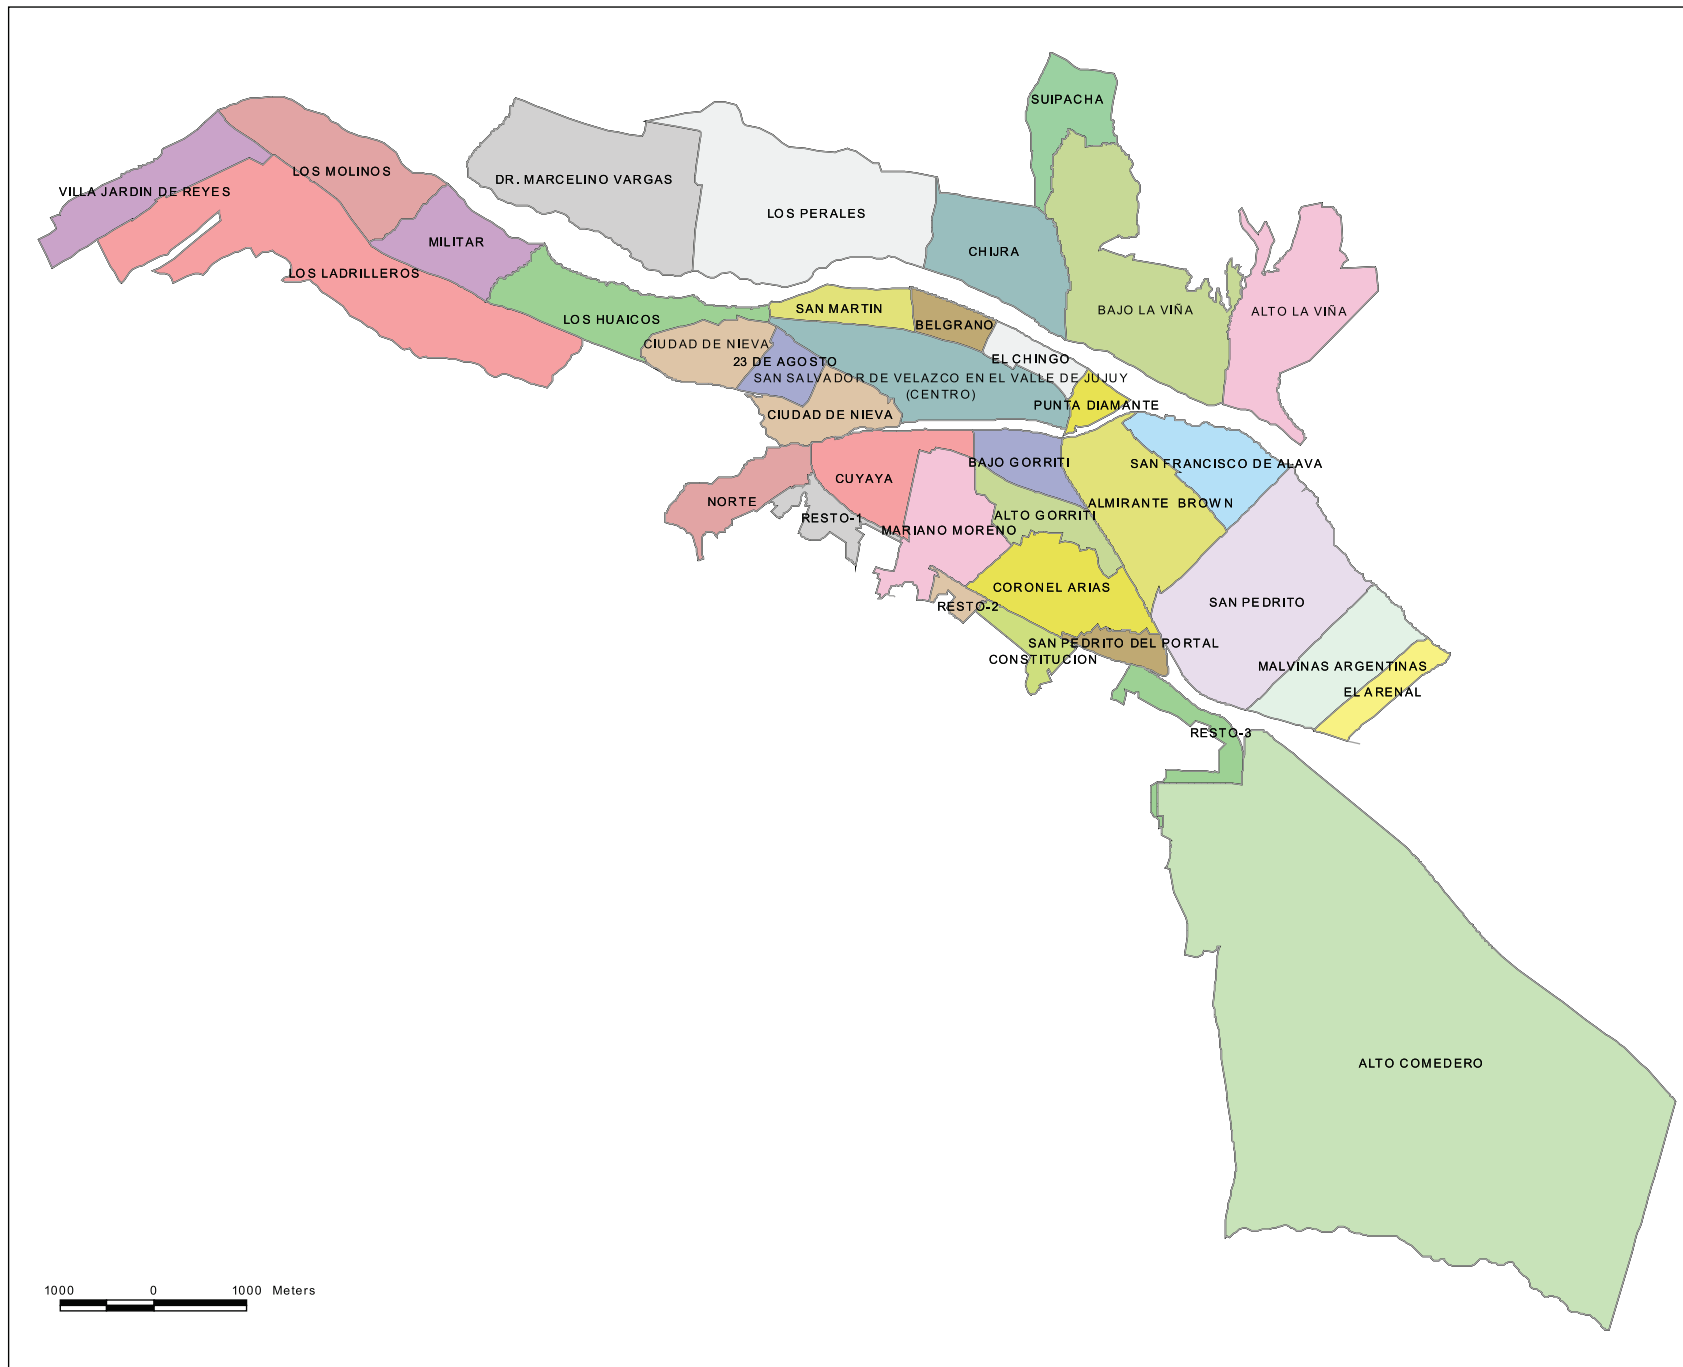 SUIPACHA
LOS MOLINOS
DR. MARCELINO VARGAS
VILLA JARDIN DE REYES
LOS PERALES
MILITAR
CHIJRA
LOS LADRILLEROS
SAN MARTIN
BAJO LA VIÑA
ALTO LA VIÑA
LOS HUAICOS
BELGRANO
CIUDAD DE NIEVA
23 DE AGOSTO
EL CHINGO
SAN SALVADOR DE VELAZCO EN EL VALLE DE JUJUY
(CENTRO)
PUNTA DIAMANTE
CIUDAD DE NIEVA
BAJO GORRITI
SAN FRANCISCO DE ALAVA
CUYAYA
NORTE
ALMIRANTE BROWN
RESTO-1
ALTO GORRITI
MARIANO MORENO
CORONEL ARIAS
SAN PEDRITO
RESTO-2
SAN PEDRITO DEL PORTAL
CONSTITUCION
MALVINAS ARGENTINAS
EL ARENAL
RESTO-3
ALTO COMEDERO
1000 0 1000 Meters